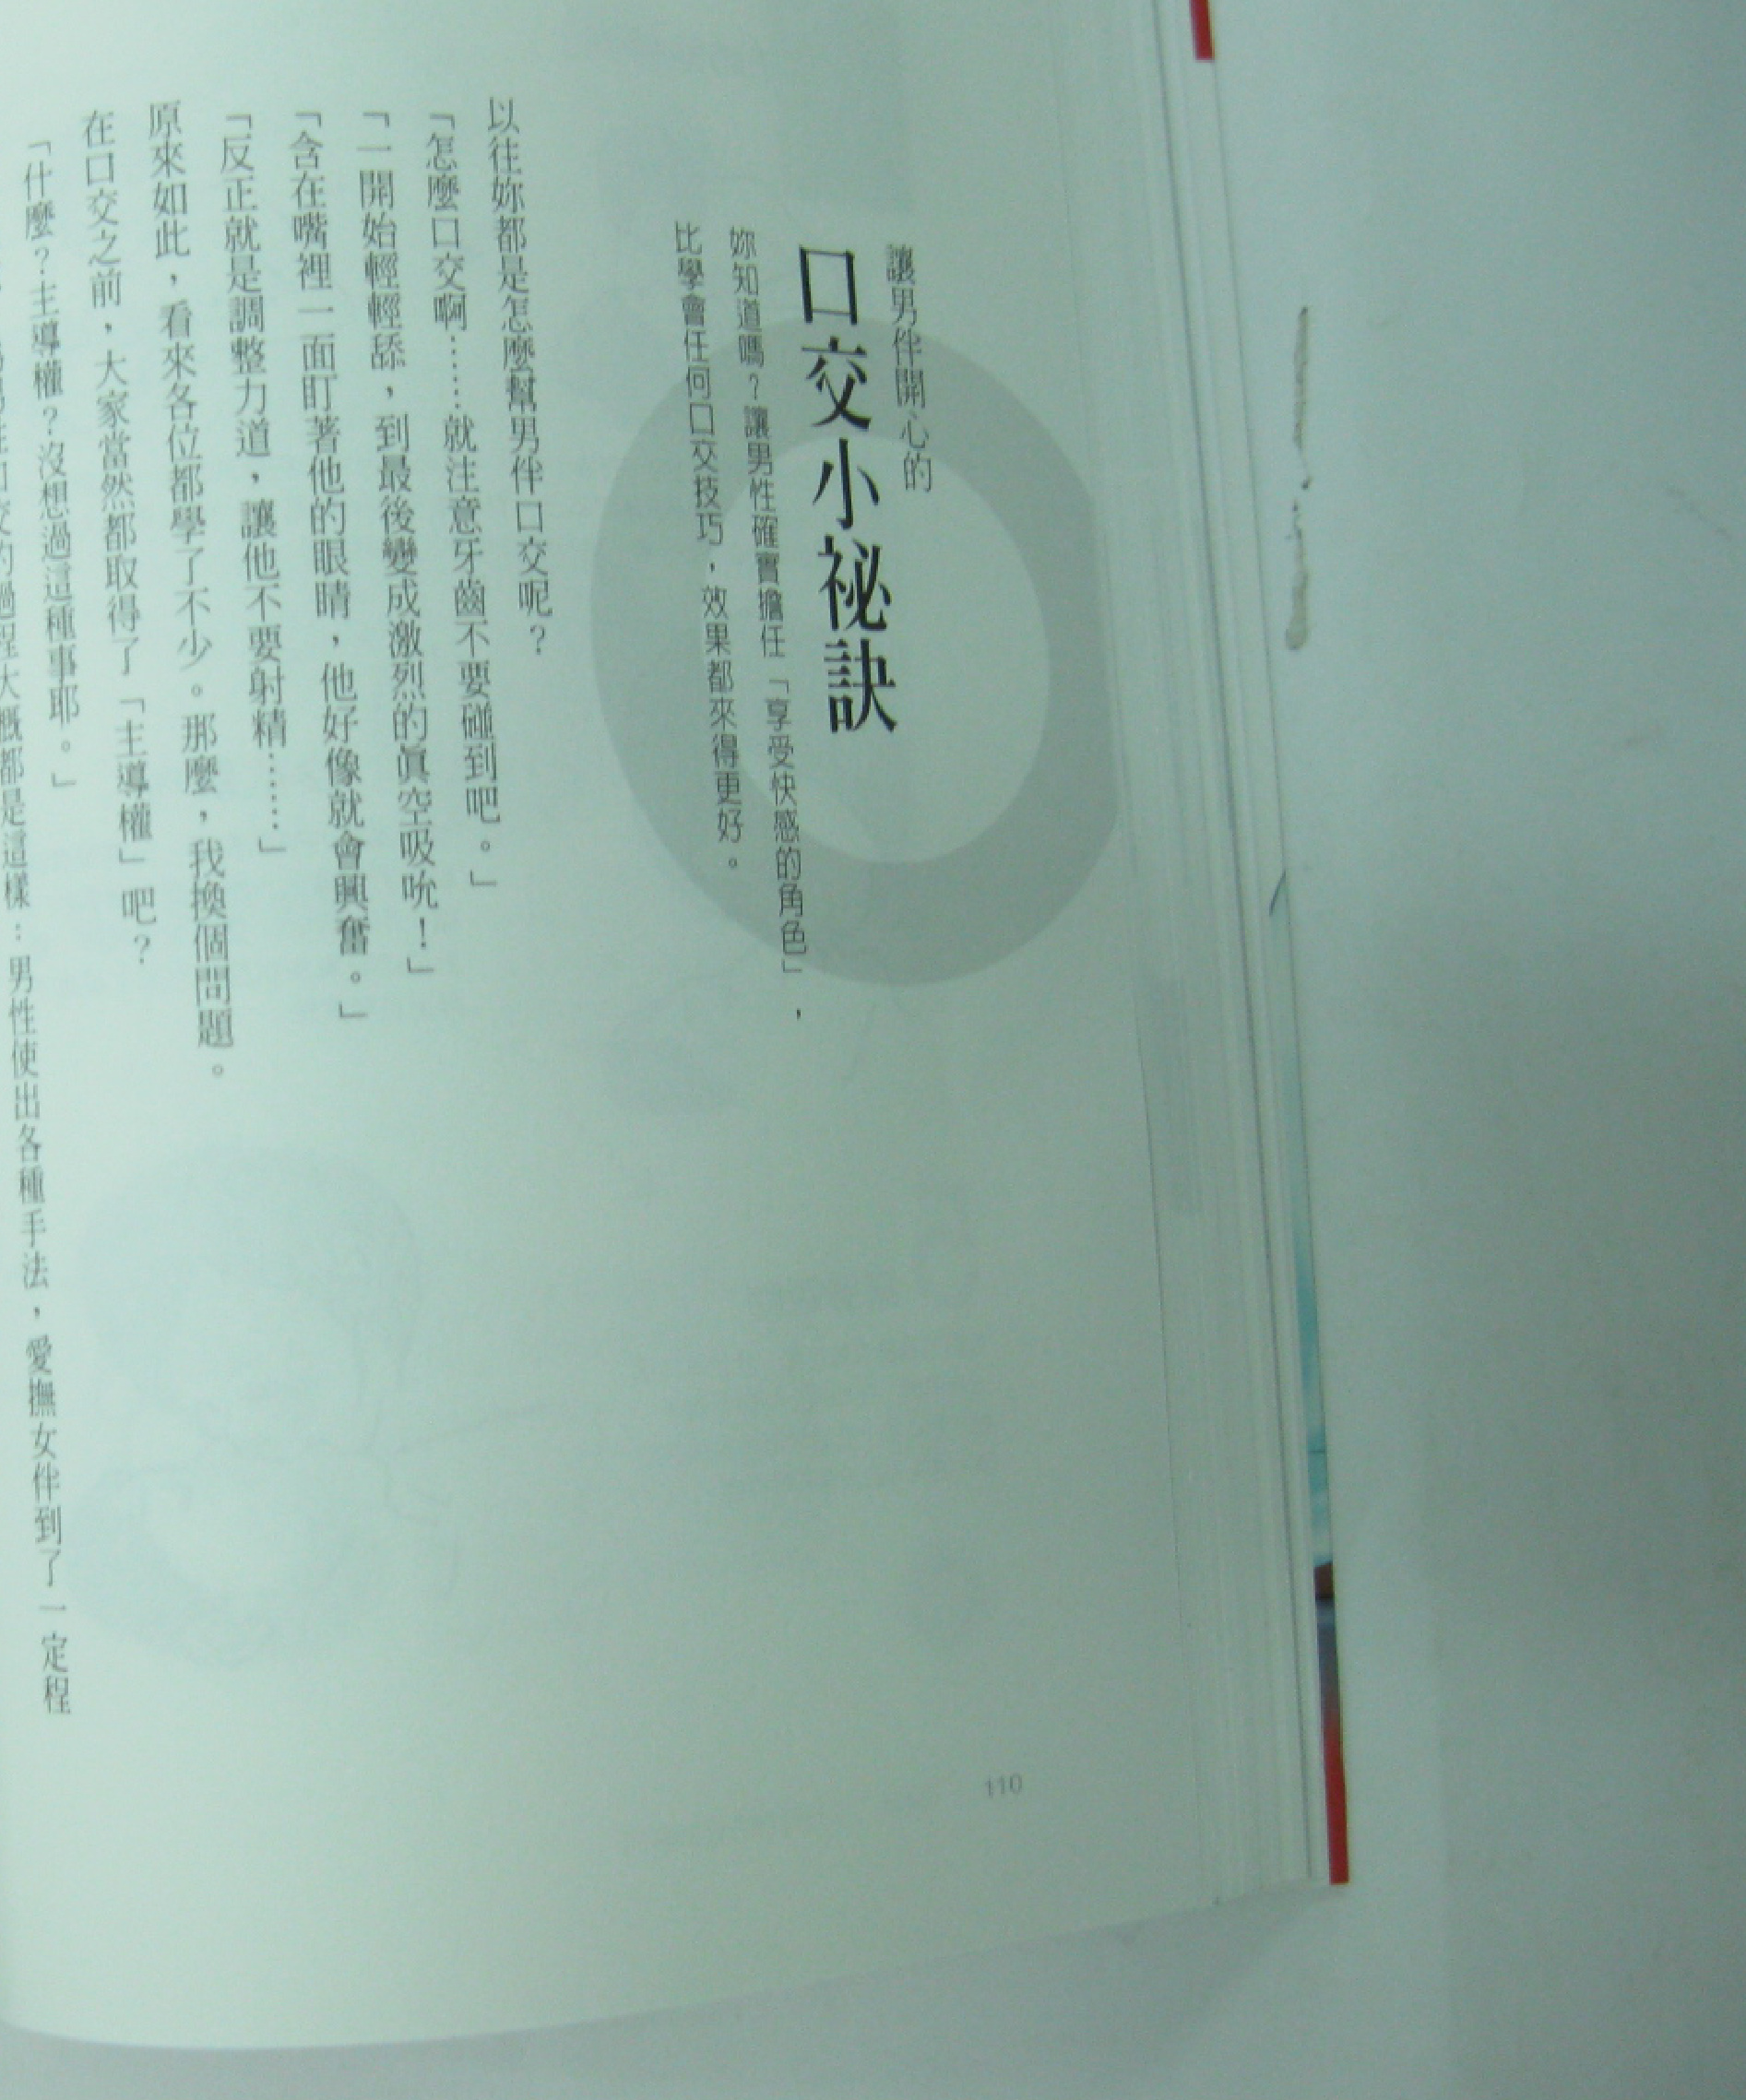 讓男伴開心的
口交小祕訣
妳知道嗎？讓男性確實擔任「享受快感的角色」，
比學會任何口交技巧，效果都來得更好。
以往妳都是怎麼幫男伴口交呢？
「怎麼口交啊……就注意牙齒不要碰到吧。」
「一開始輕輕舔，到最後變成激烈的真空吸吮！」
「含在嘴裡一面盯著他的眼睛，他好像就會興奮。」
「反正就是調整力道，讓他不要射精……」
原來如此，看來各位都學了不少。那麼，我換個問題。
在口交之前，大家當然都取得了「主導權」吧？
「什麼？主導權？沒想過這種事耶。」
的過程大概都是這樣：男性使出各種手法，愛撫女伴到了一定程
110